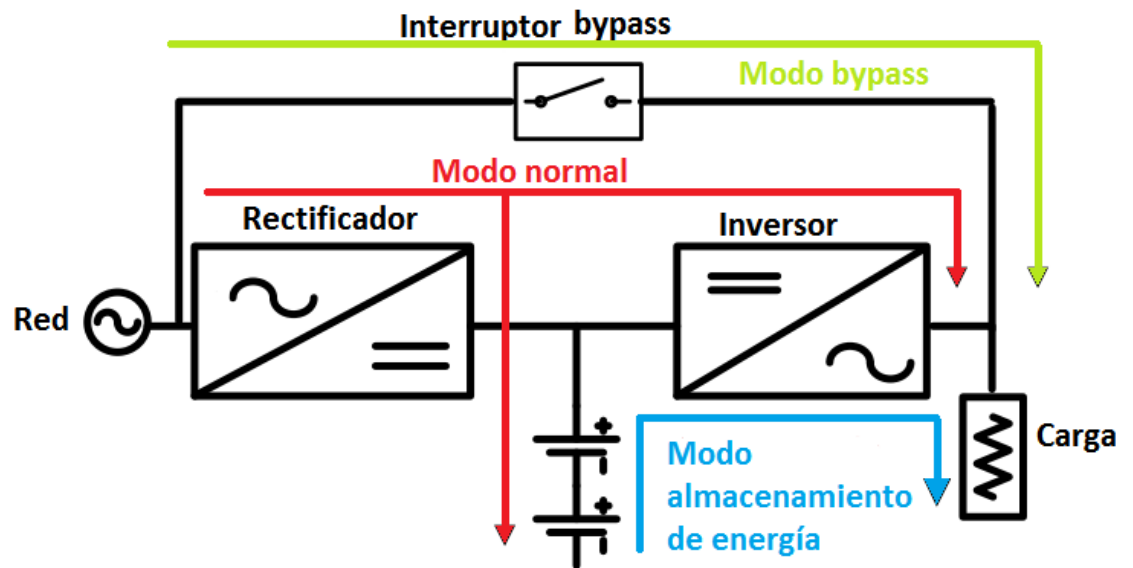 Interruptor bypass
Modo bypass
Modo normal
Rectificador
Inversor
Red
Carga
Modo
almacenamiento
de energía